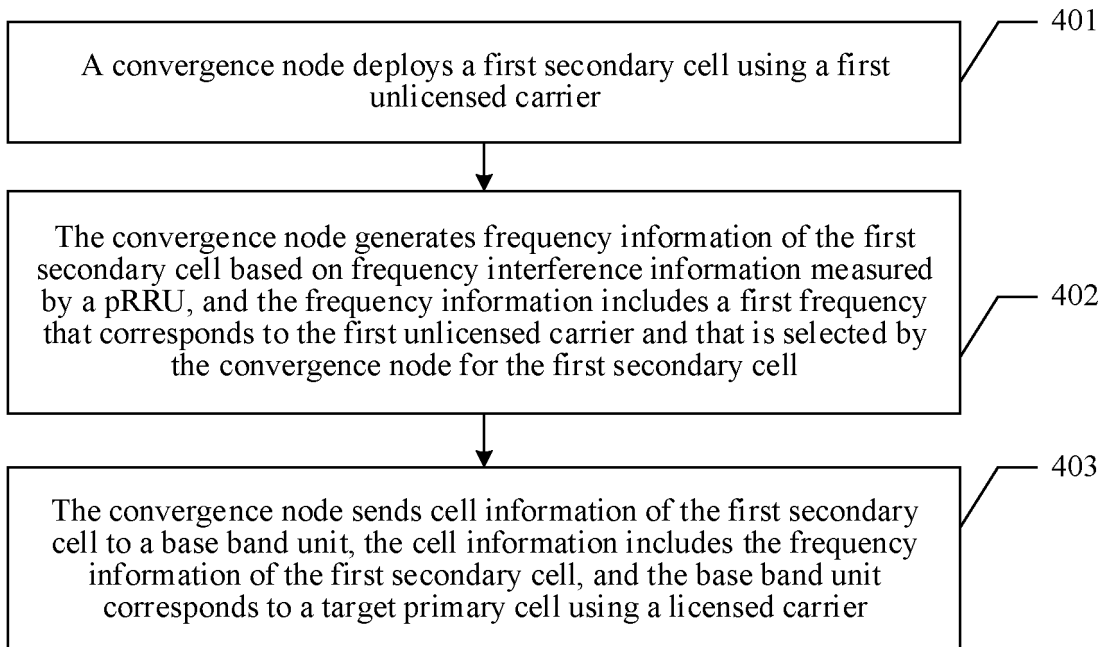 401
A convergence node deploys a first secondary cell using a first
unlicensed carrier
The convergence node generates frequency information of the first
secondary cell based on frequency interference information measured
by a pRRU, and the frequency information includes a first frequency
that corresponds to the first unlicensed carrier and that is selected by
the convergence node for the first secondary cell
402
The convergence node sends cell information of the first secondary
cell to a base band unit, the cell information includes the frequency
information of the first secondary cell, and the base band unit
corresponds to a target primary cell using a licensed carrier
403